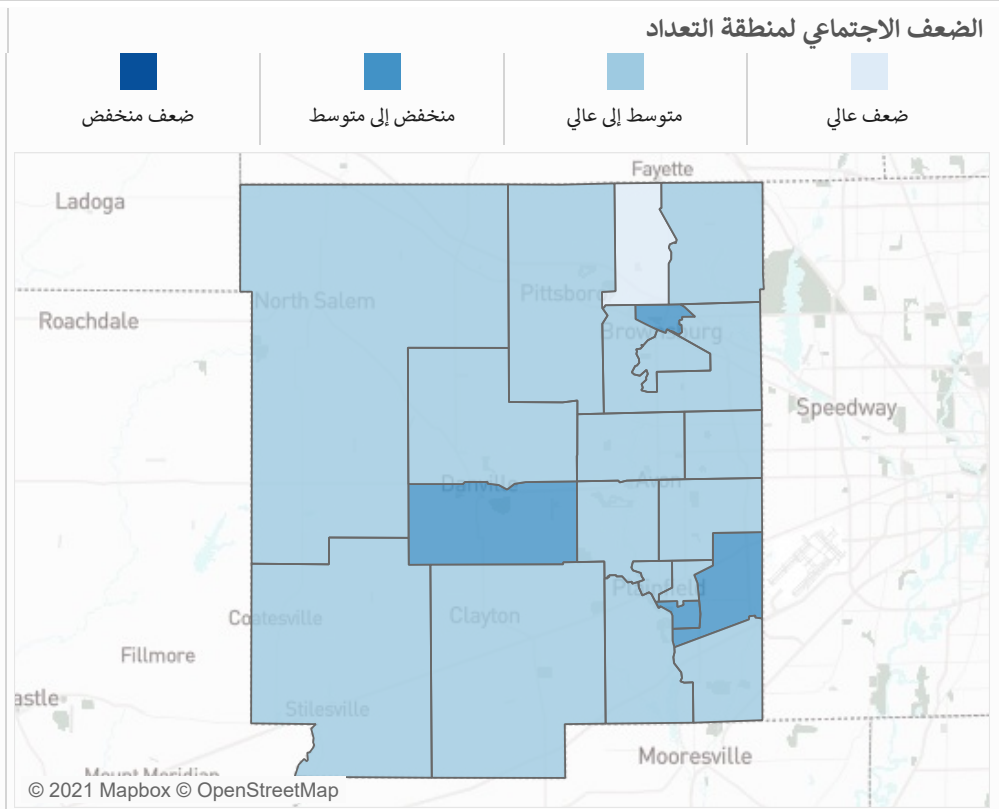 الضعف الاجتماعي لمنطقة التعداد
ضعف عالي
متوسط إلى عالي
منخفض إلى متوسط
ضعف منخفض
Fayette
Ladoga
Pittsboro
North Salem
Roachdale
Brownsburg
Speedway
Danville
Avon
Plainfield
Clayton
Coatesville
Fillmore
astle
Stilesville
Mooresville
Mount Meridian
© 2021 Mapbox © OpenStreetMap